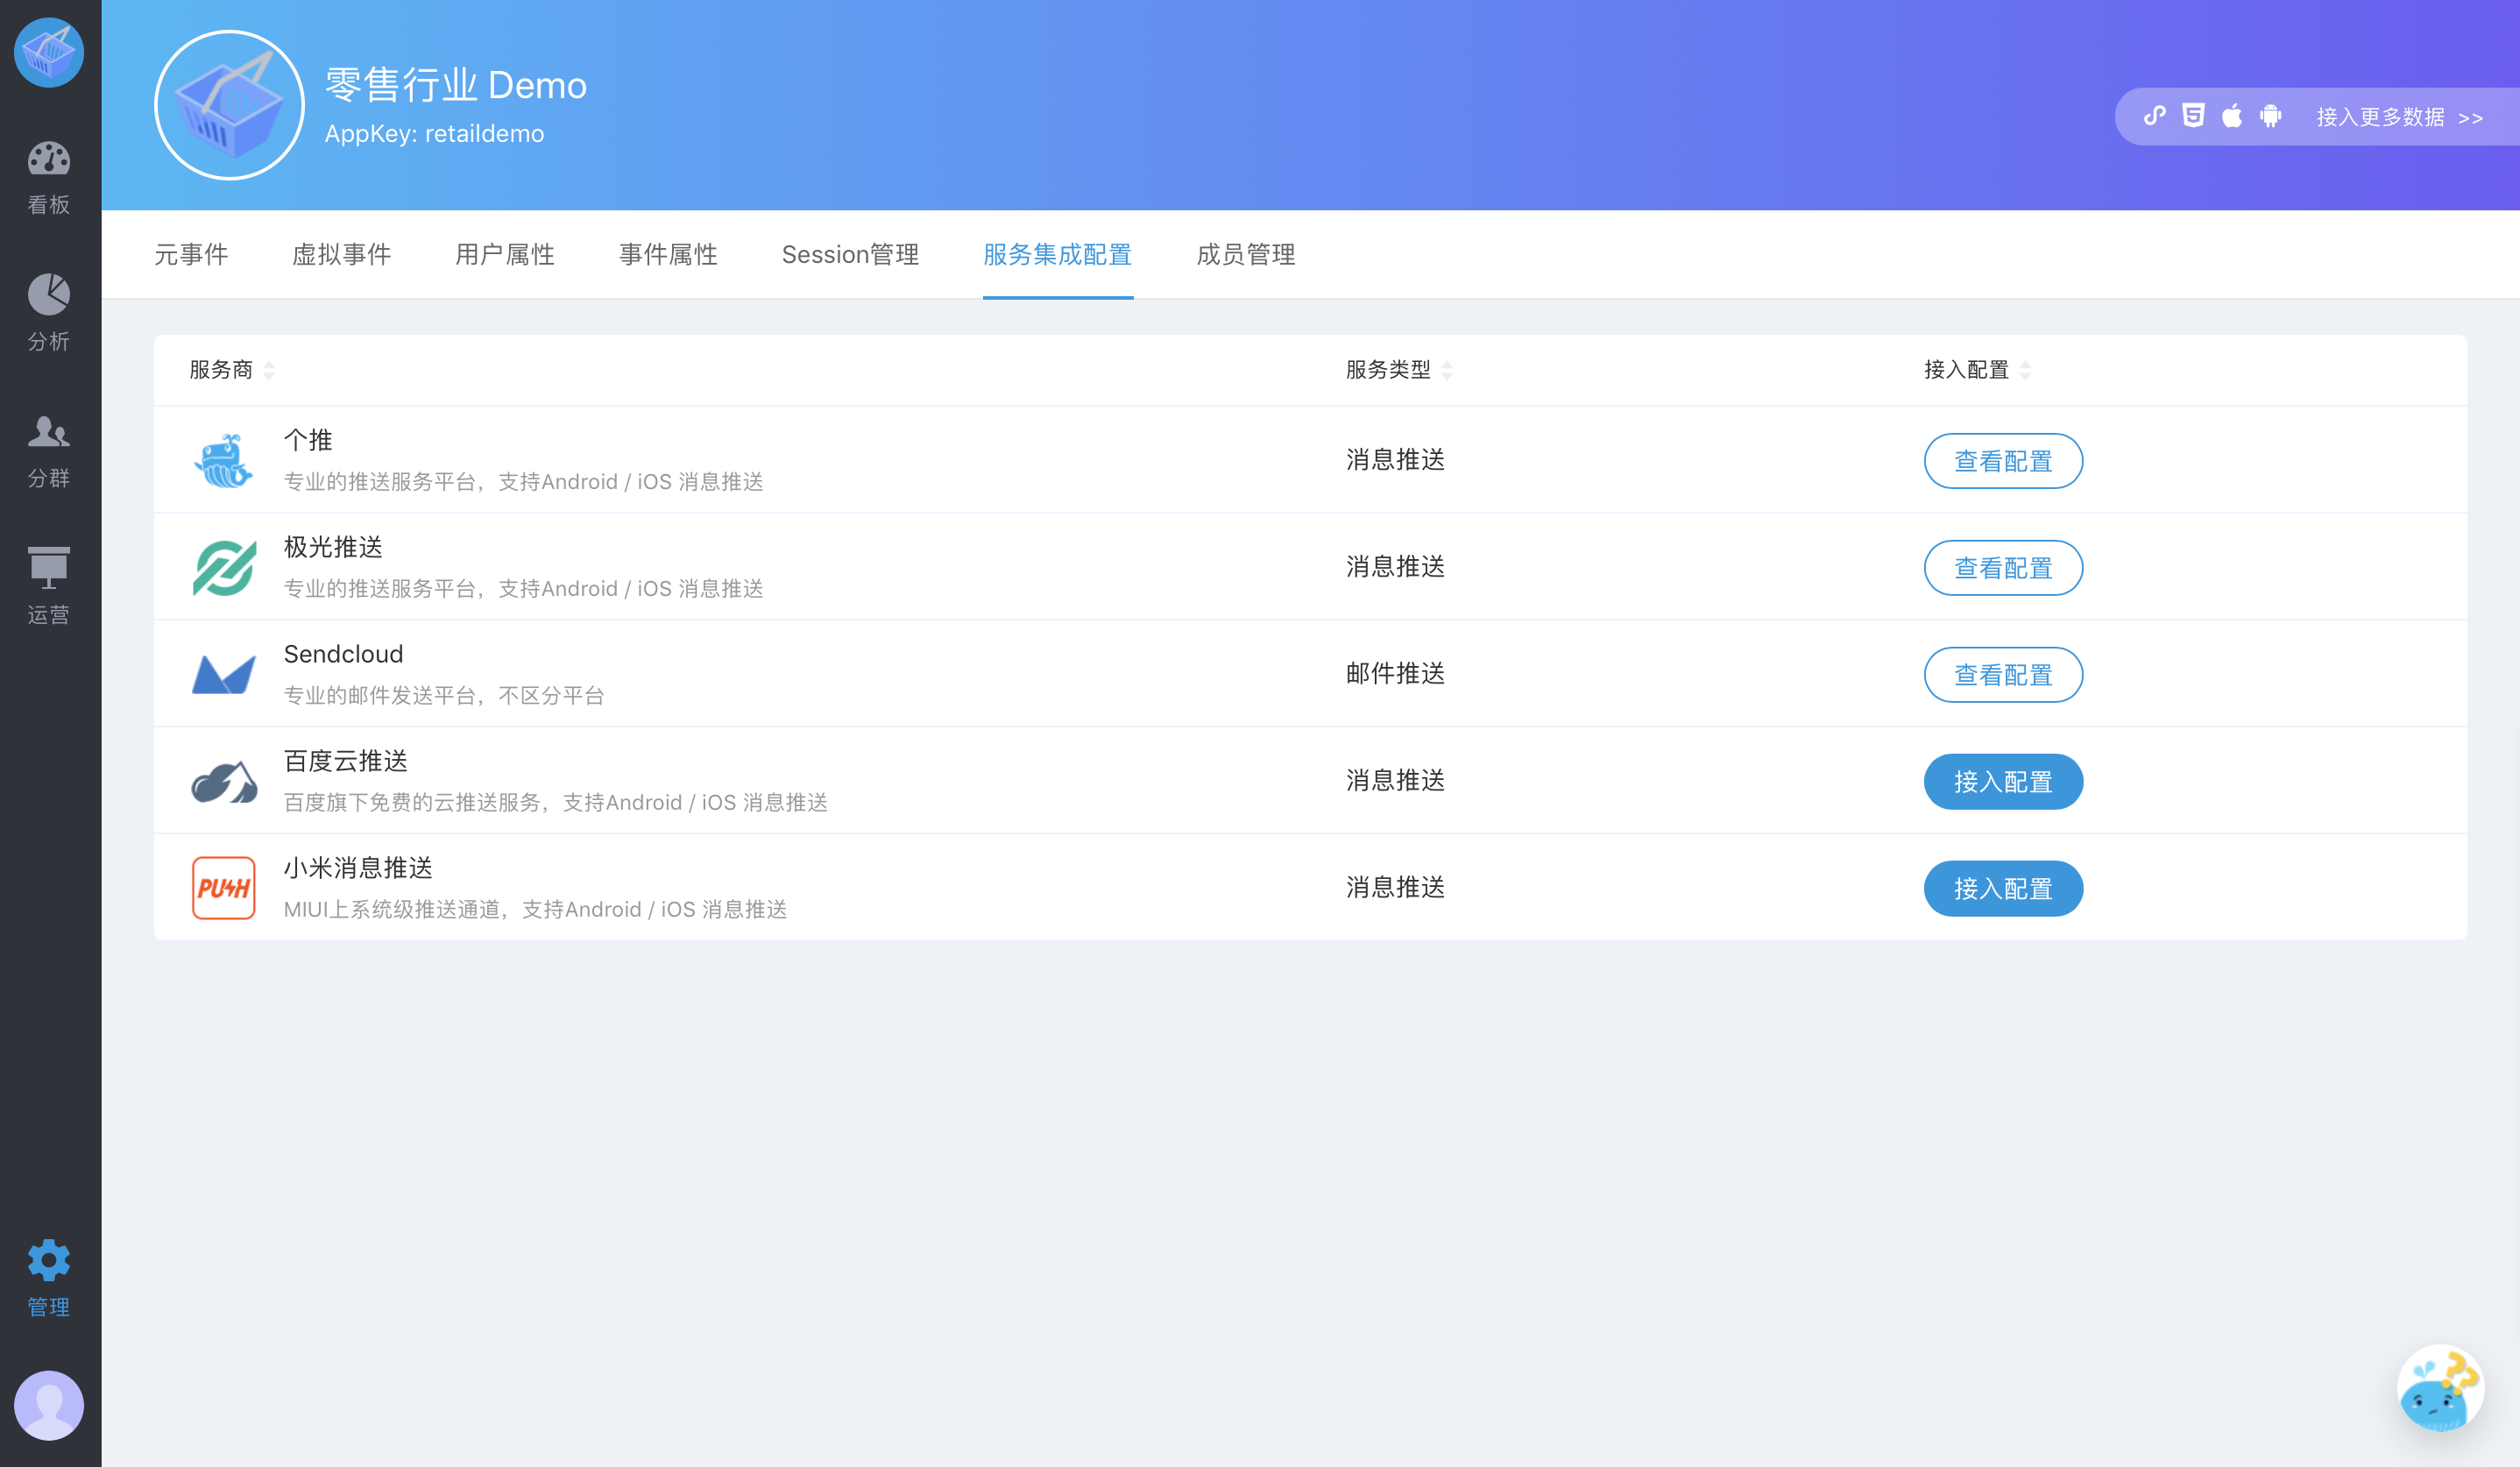 零售行业 Demo
AppKey: retaildemo
接入更多数据 >>
看板
分析
分群
运营
管理
元事件 虚拟事件 用户属性 事件属性 Session管理 服务集成配置 成员管理
服务商 服务类型 接入配置
个推
专业的推送服务平台，支持Android / iOS 消息推送
消息推送
查看配置
极光推送
专业的推送服务平台，支持Android / iOS 消息推送
消息推送
查看配置
Sendcloud
专业的邮件发送平台，不区分平台
邮件推送
查看配置
百度云推送
百度旗下免费的云推送服务，支持Android / iOS 消息推送
消息推送
接入配置
PUSH
小米消息推送
MIUI上系统级推送通道，支持Android / iOS 消息推送
消息推送
接入配置